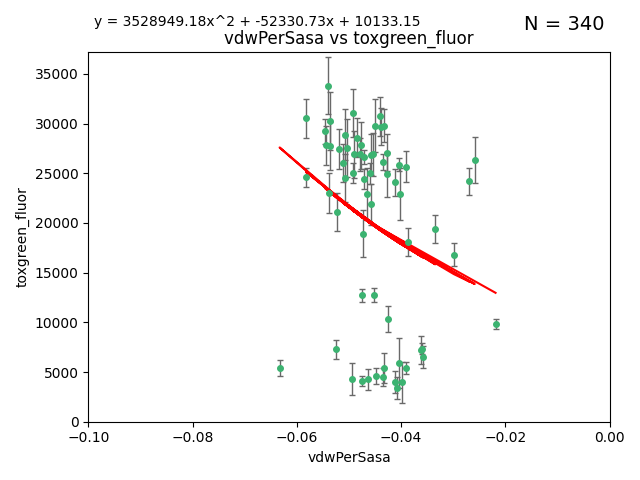 y = 3528949.18x^2 + -52330.73x + 10133.15
N = 340
vdwPerSasa vs toxgreen_fluor
toxgreen_fluor
35000
30000
25000
20000
15000
10000
5000
0
−0.10 −0.08 −0.06 −0.04 −0.02 0.00
vdwPerSasa